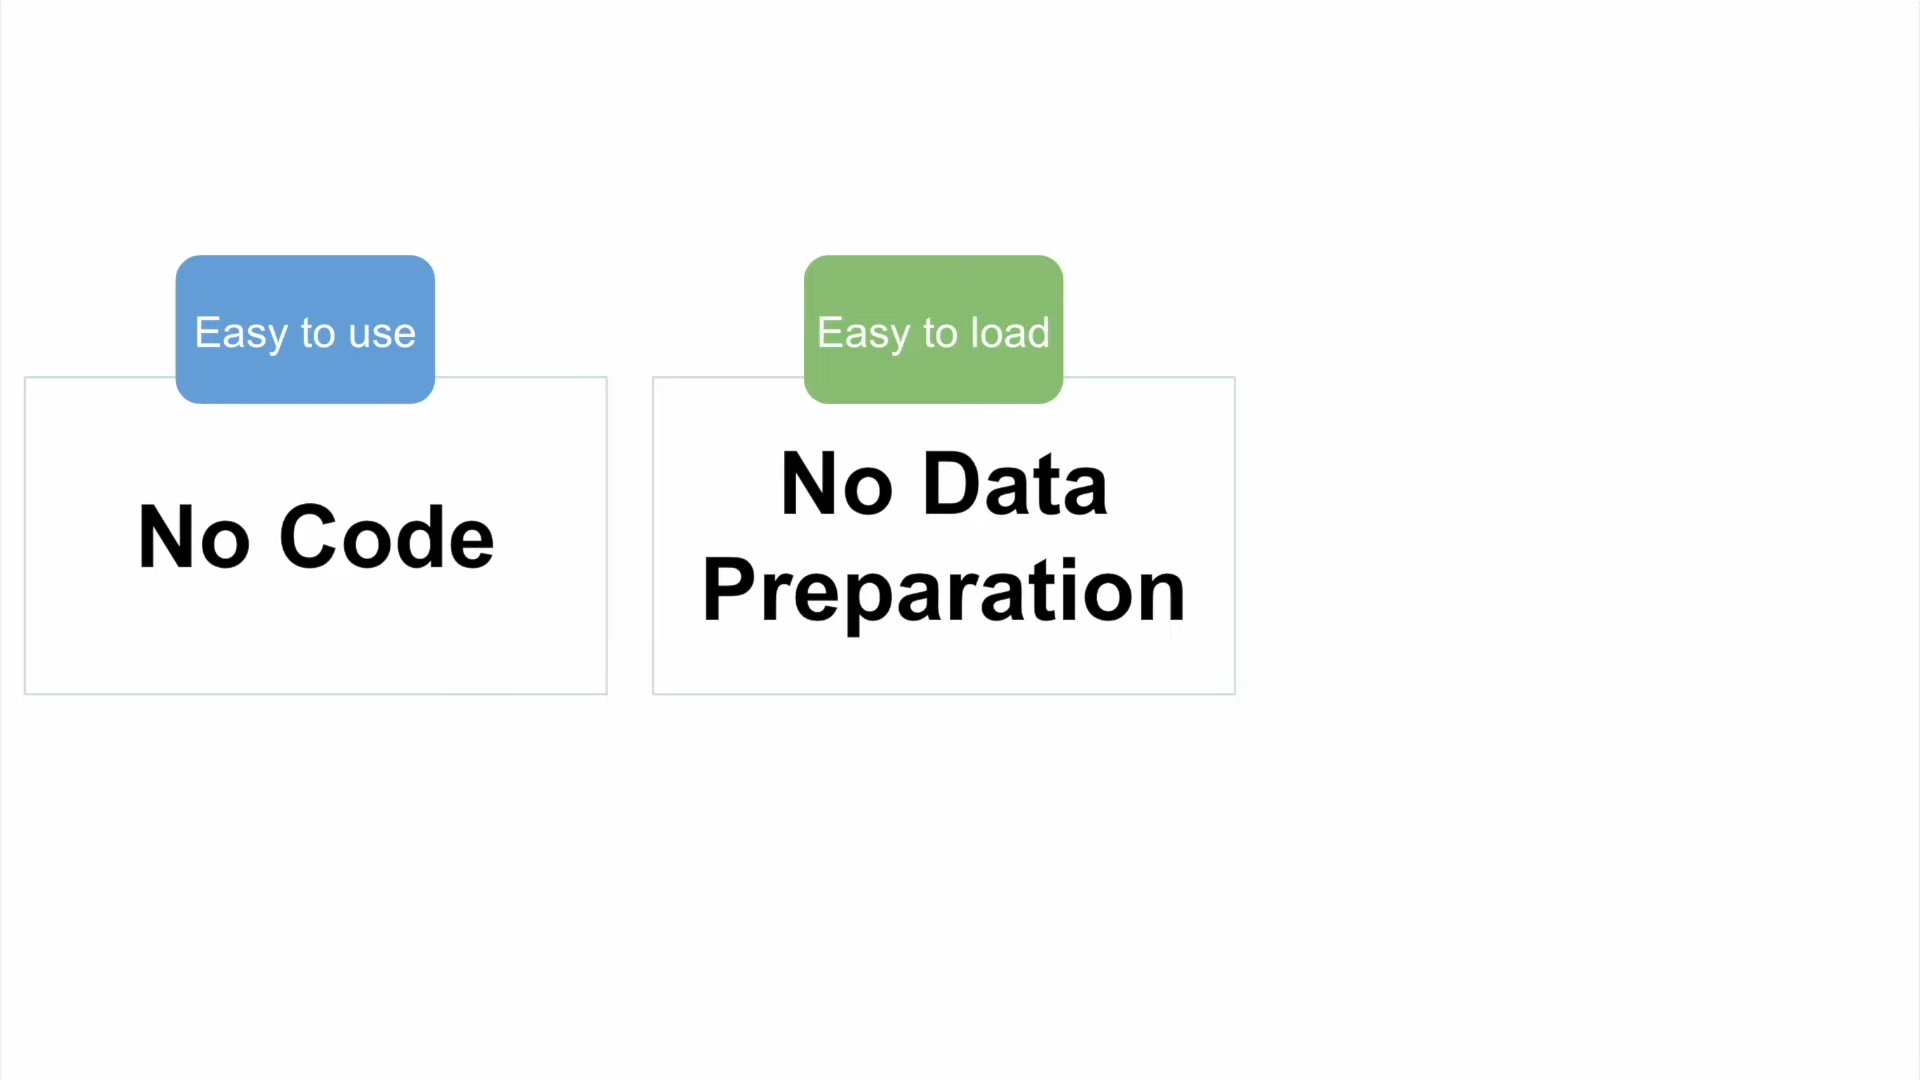 Easy to use
No Code
Easy to load
No Data
Preparation